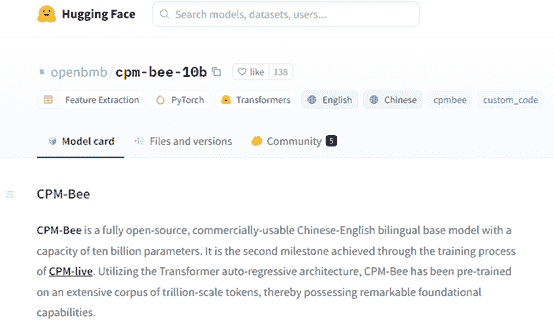 Hugging Face
Search models, datasets, users...
openbmb/cpm-bee-10b
like 138
Feature Extraction PyTorch Transformers English Chinese cpmbee custom_code
Model card Files and versions Community 5
CPM-Bee
CPM-Bee is a fully open-source, commercially-usable Chinese-English bilingual base model with a
capacity of ten billion parameters. It is the second milestone achieved through the training process
of CPM-live. Utilizing the Transformer auto-regressive architecture, CPM-Bee has been pre-trained
on an extensive corpus of trillion-scale tokens, thereby possessing remarkable foundational
capabilities.